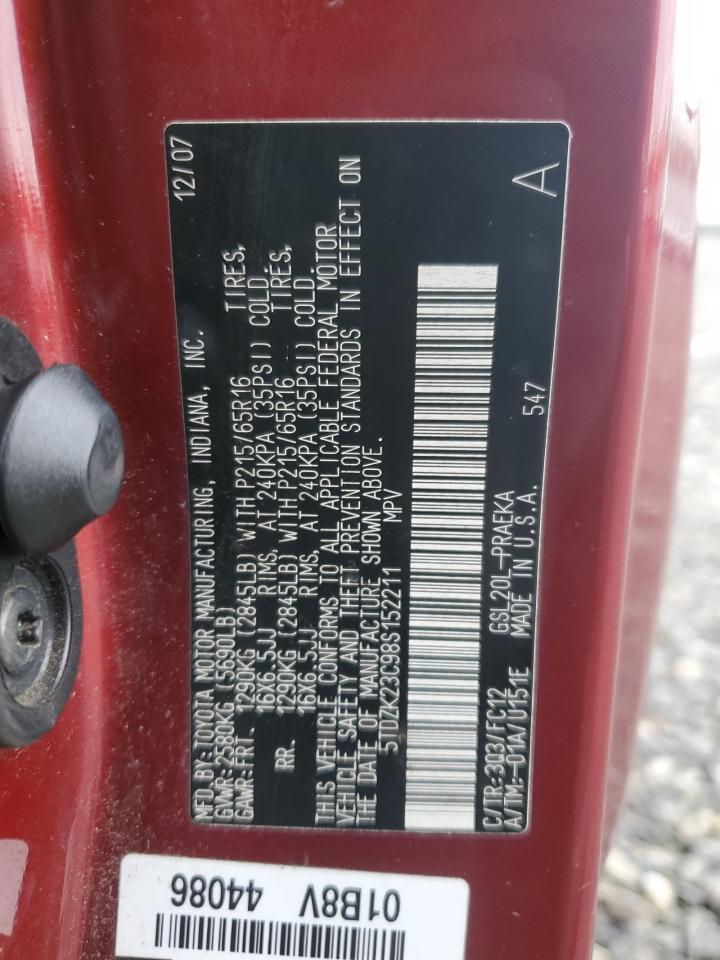 MFD. BY: TOYOTA MOTOR MANUFACTURING, INDIANA, INC. 12/07
GVWR: 2580KG (5690LB)
GAWR: FRT 1290KG (2845LB) WITH P215/65R16 TIRES,
16X6.5JJ RIMS, AT 240KPA (35PSI) COLD.
RR. 1290KG (2845LB) WITH P215/65R16 TIRES,
16X6.5JJ RIMS, AT 240KPA (35PSI) COLD.
THIS VEHICLE CONFORMS TO ALL APPLICABLE FEDERAL MOTOR
VEHICLE SAFETY AND THEFT PREVENTION STANDARDS IN EFFECT ON
THE DATE OF MANUFACTURE SHOWN ABOVE.
5TDZK23C98S152211 MPV
A
C/TR: 3Q3/FC12 GSL20L-PRAEKA 547
A/TM: -01A/U151E MADE IN U.S.A.
01B8V 44086